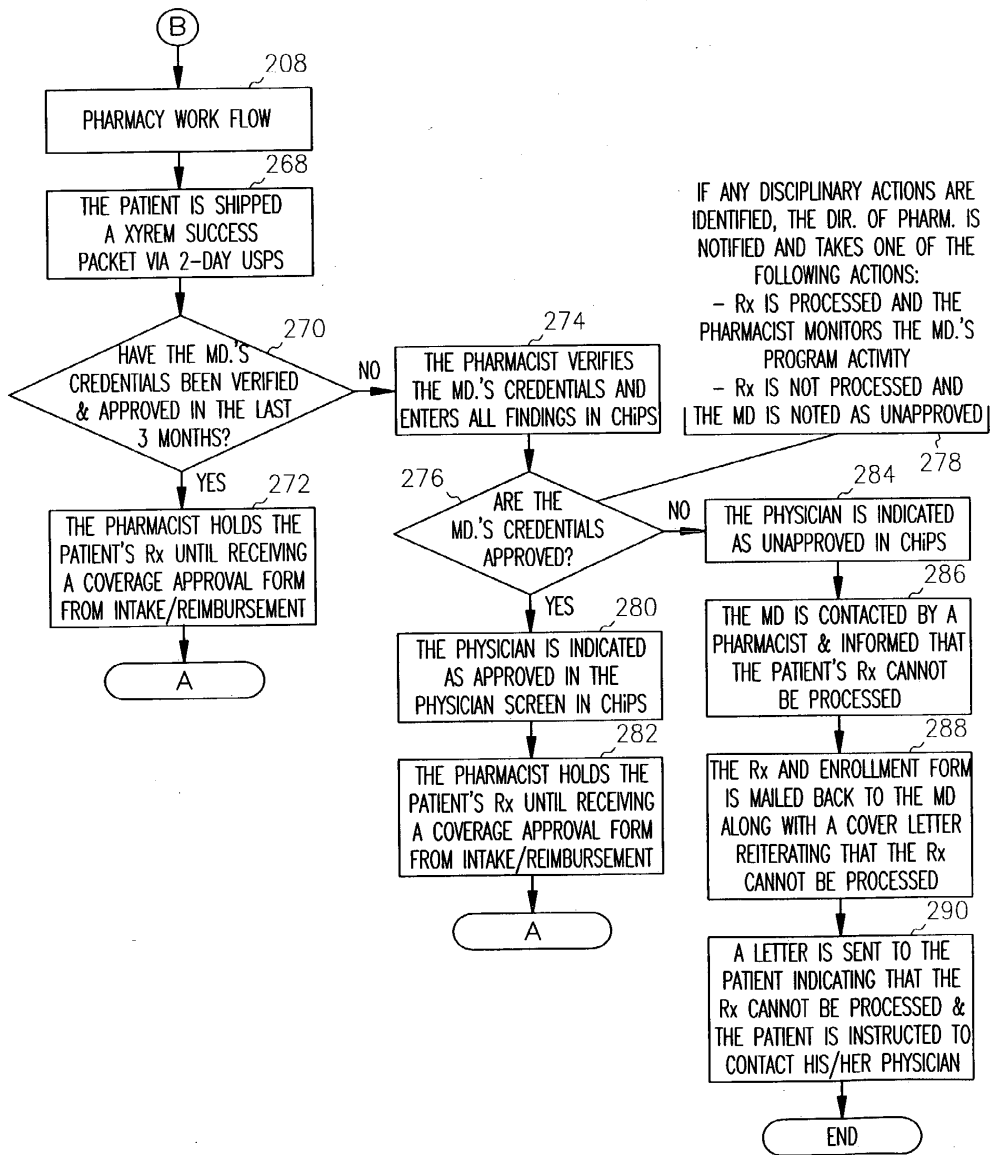 B
208
PHARMACY WORK FLOW
268
THE PATIENT IS SHIPPED
A XYREM SUCCESS
PACKET VIA 2-DAY USPS
270
HAVE THE MD.'S
CREDENTIALS BEEN VERIFIED
& APPROVED IN THE LAST
3 MONTHS?
NO
YES
272
THE PHARMACIST HOLDS THE
PATIENT'S Rx UNTIL RECEIVING
A COVERAGE APPROVAL FORM
FROM INTAKE/REIMBURSEMENT
A
274
THE PHARMACIST VERIFIES
THE MD.'S CREDENTIALS AND
ENTERS ALL FINDINGS IN CHiPS
IF ANY DISCIPLINARY ACTIONS ARE
IDENTIFIED, THE DIR. OF PHARM. IS
NOTIFIED AND TAKES ONE OF THE
FOLLOWING ACTIONS:
– Rx IS PROCESSED AND THE
PHARMACIST MONITORS THE MD.'S
PROGRAM ACTIVITY
– Rx IS NOT PROCESSED AND
THE MD IS NOTED AS UNAPPROVED
278
276
ARE THE
MD.'S CREDENTIALS
APPROVED?
NO
YES
280
THE PHYSICIAN IS INDICATED
AS APPROVED IN THE
PHYSICIAN SCREEN IN CHiPS
282
THE PHARMACIST HOLDS THE
PATIENT'S Rx UNTIL RECEIVING
A COVERAGE APPROVAL FORM
FROM INTAKE/REIMBURSEMENT
A
284
THE PHYSICIAN IS INDICATED
AS UNAPPROVED IN CHiPS
286
THE MD IS CONTACTED BY A
PHARMACIST & INFORMED THAT
THE PATIENT'S Rx CANNOT
BE PROCESSED
288
THE Rx AND ENROLLMENT FORM
IS MAILED BACK TO THE MD
ALONG WITH A COVER LETTER
REITERATING THAT THE Rx
CANNOT BE PROCESSED
290
A LETTER IS SENT TO THE
PATIENT INDICATING THAT THE
Rx CANNOT BE PROCESSED &
THE PATIENT IS INSTRUCTED TO
CONTACT HIS/HER PHYSICIAN
END